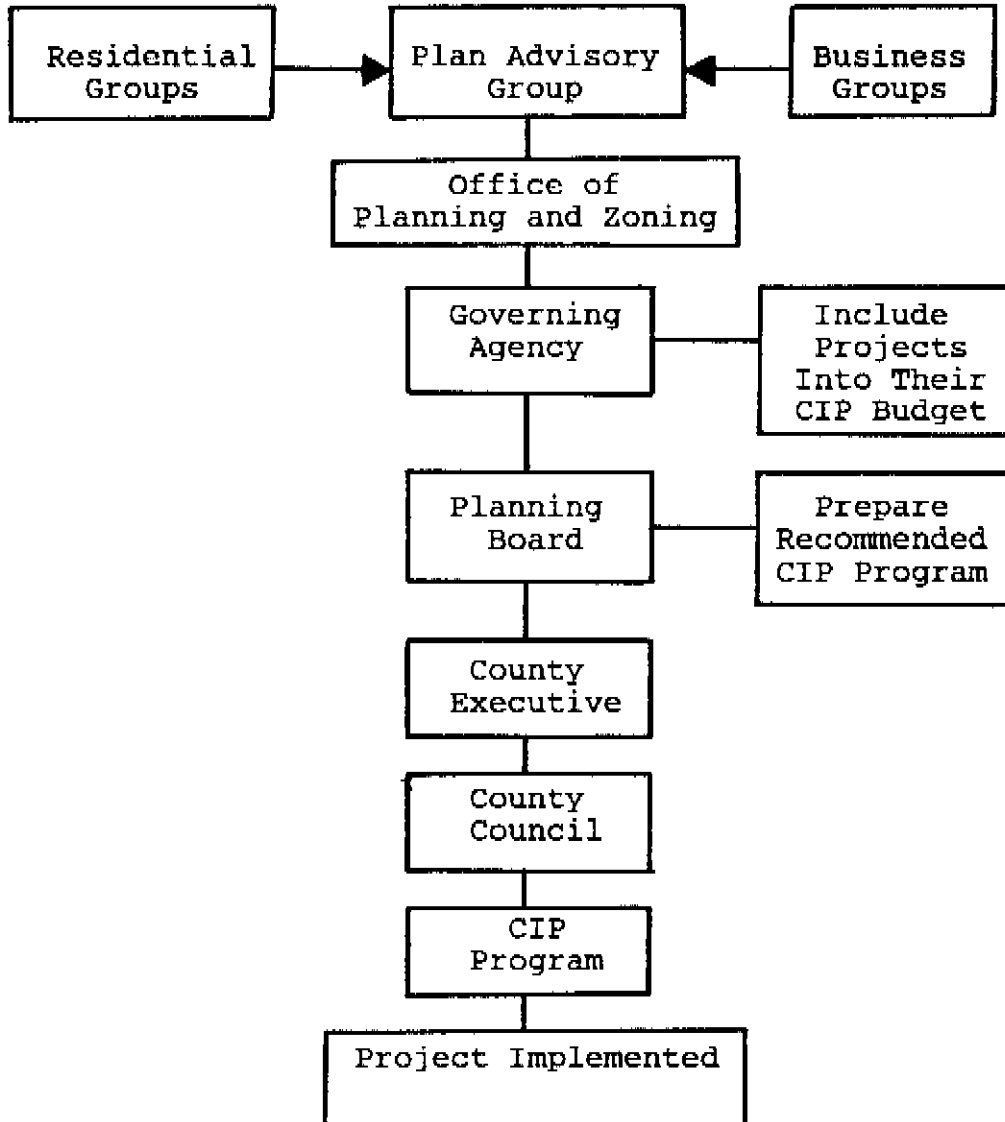 Residential
Groups
Plan Advisory
Group
Business
Groups
Office of
Planning and Zoning
Governing
Agency
Include
Projects
Into Their
CIP Budget
Planning
Board
Prepare
Recommended
CIP Program
County
Executive
County
Council
CIP
Program
Project Implemented